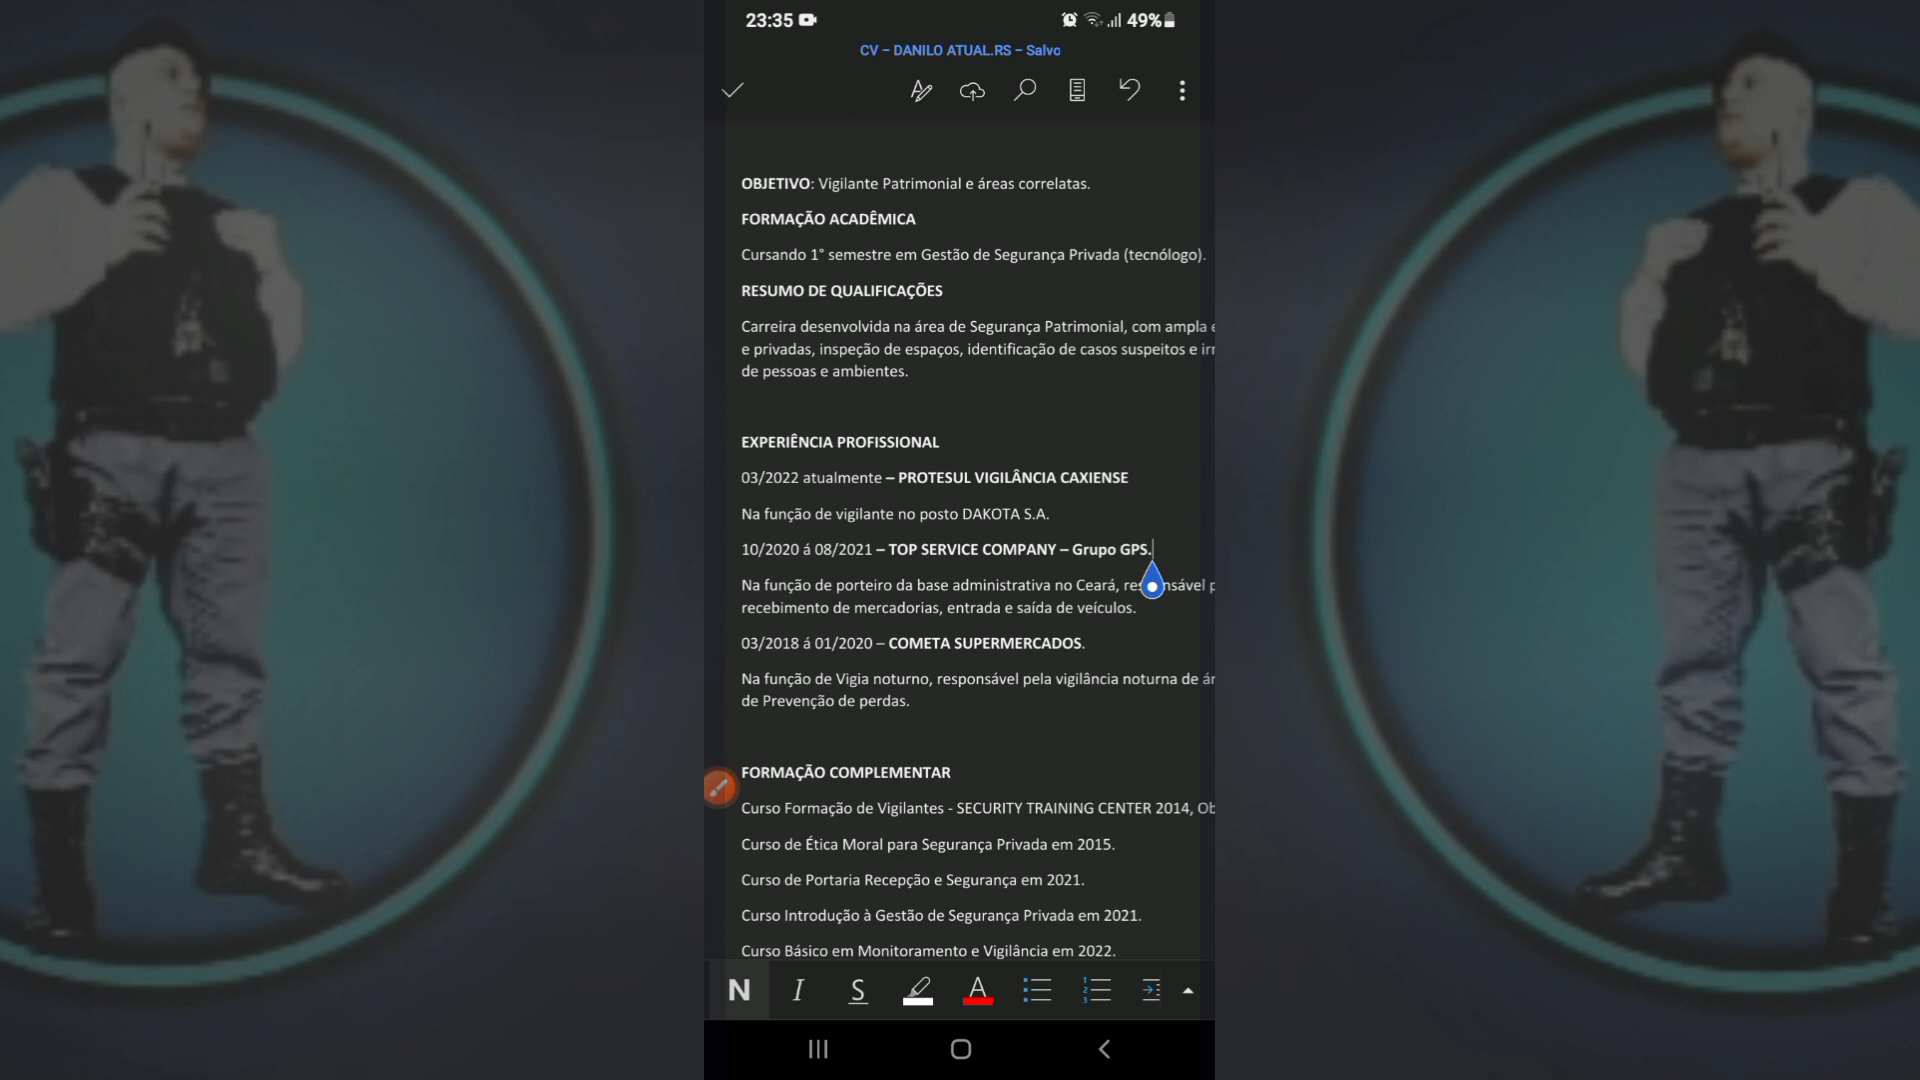 23:35
49%
CV – DANILO ATUAL.RS – Salvo
OBJETIVO: Vigilante Patrimonial e áreas correlatas.
FORMAÇÃO ACADÊMICA
Cursando 1° semestre em Gestão de Segurança Privada (tecnólogo).
RESUMO DE QUALIFICAÇÕES
Carreira desenvolvida na área de Segurança Patrimonial, com ampla
e privadas, inspeção de espaços, identificação de casos suspeitos e
de pessoas e ambientes.
EXPERIÊNCIA PROFISSIONAL
03/2022 atualmente – PROTESUL VIGILÂNCIA CAXIENSE
Na função de vigilante no posto DAKOTA S.A.
10/2020 á 08/2021 – TOP SERVICE COMPANY – Grupo GPS.
Na função de porteiro da base administrativa no Ceará,
recebimento de mercadorias, entrada e saída de veículos.
03/2018 á 01/2020 – COMETA SUPERMERCADOS.
Na função de Vigia noturno, responsável pela vigilância noturna de
de Prevenção de perdas.
FORMAÇÃO COMPLEMENTAR
Curso Formação de Vigilantes - SECURITY TRAINING CENTER 2014,
Curso de Ética Moral para Segurança Privada em 2015.
Curso de Portaria Recepção e Segurança em 2021.
Curso Introdução à Gestão de Segurança Privada em 2021.
Curso Básico em Monitoramento e Vigilância em 2022.
N I S A